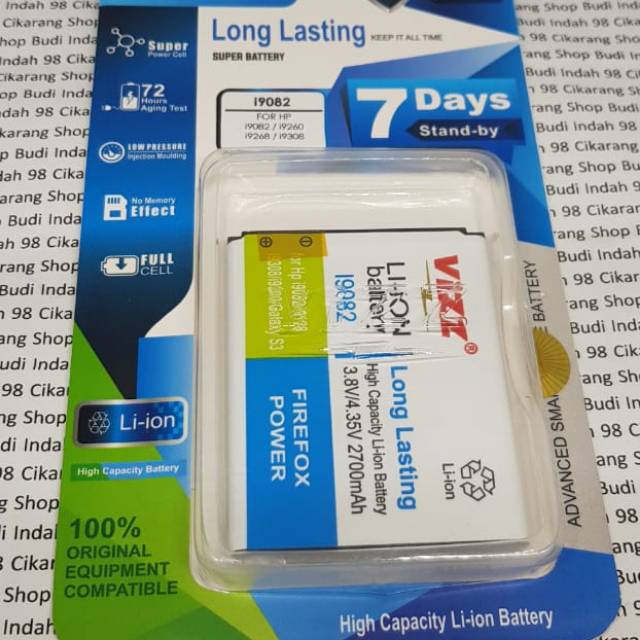 Long Lasting KEEP IT ALL TIME
SUPER BATTERY
Super
Power Cell
72
Hours
Aging Test
LOW PRESSURE
Injection Moulding
No Memory
Effect
FULL
CELL
i9082
FOR HP
i9082 / i9260
i9268 / i9308
7 Days
Stand-by
VIZZ®
LI-ION
battery
I9082
Long Lasting
High Capacity Li-ion Battery
3.8V/4.35V 2700mAh
Li-ion
FIREFOX
POWER
Galaxy S3
Li-ion
High Capacity Battery
100%
ORIGINAL
EQUIPMENT
COMPATIBLE
High Capacity Li-ion Battery
ADVANCED
BATTERY
Budi Indah 98 Cikarang Shop